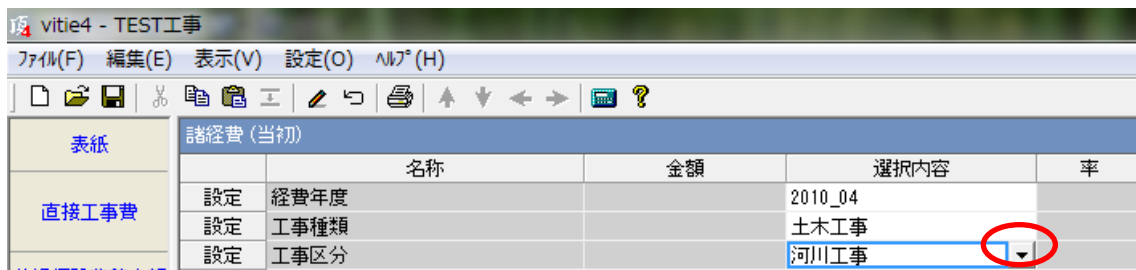 vitie4 - TEST工事
ﾌｧｲﾙ(F) 編集(E) 表示(V) 設定(O) ﾍﾙﾌﾟ(H)
表紙
直接工事費
諸経費（当初）
名称 金額 選択内容 率
設定 経費年度 2010_04
設定 工事種類 土木工事
設定 工事区分 河川工事